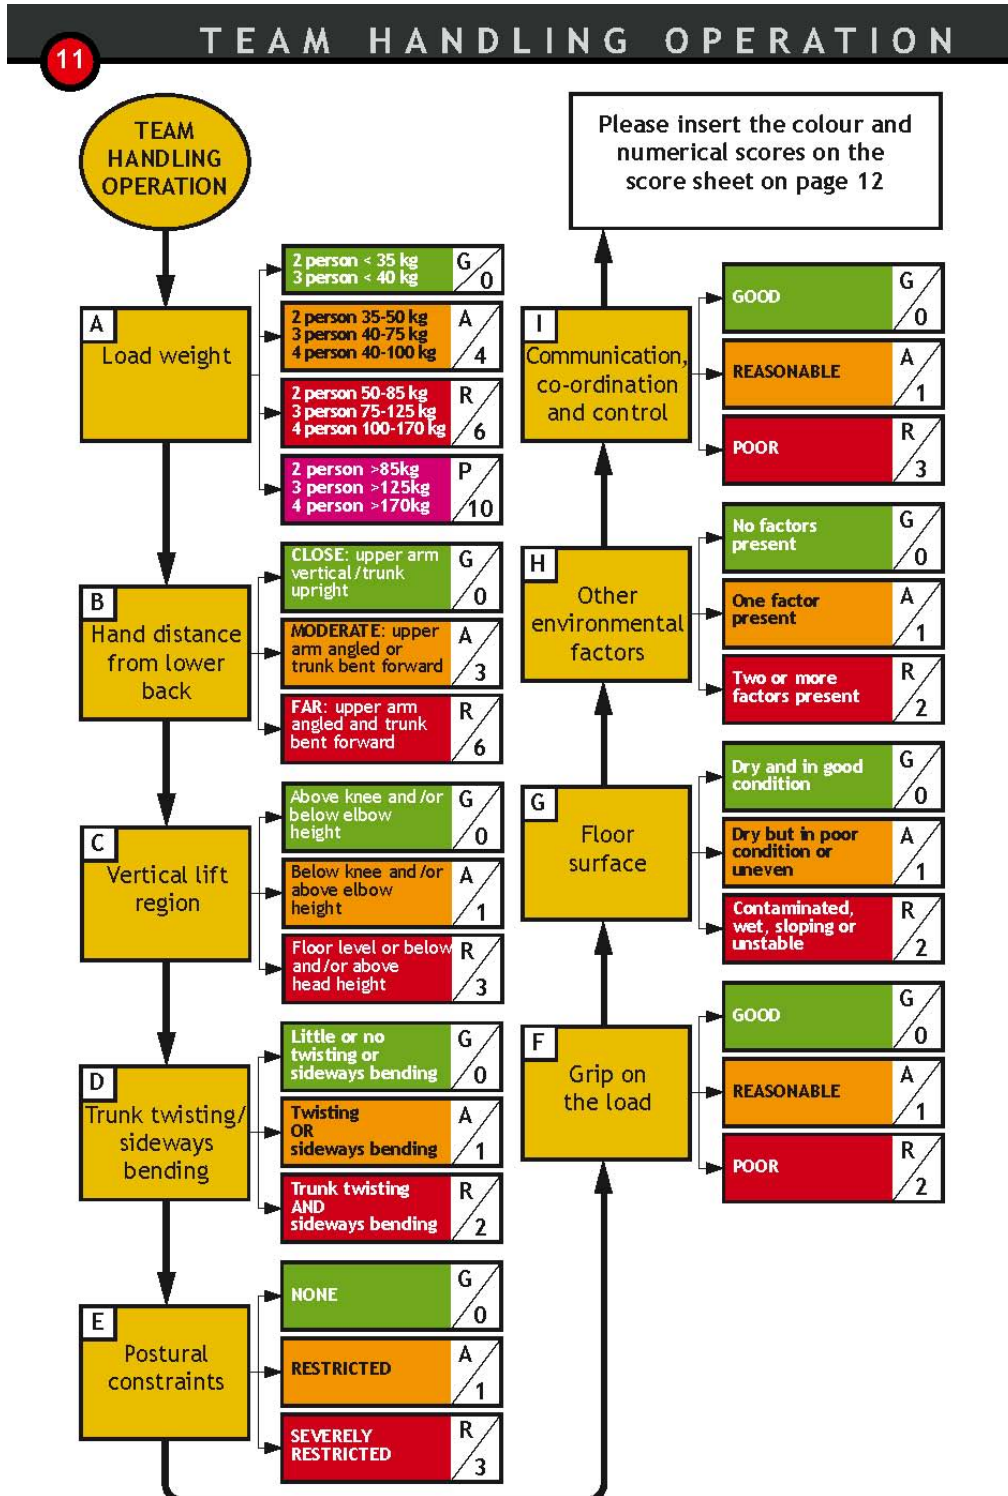 TEAM HANDLING OPERATION
11
TEAM
HANDLING
OPERATION
A
Load weight
2 person < 35 kg
3 person < 40 kg
G
0
2 person 35-50 kg
3 person 40-75 kg
4 person 40-100 kg
A
4
2 person 50-85 kg
3 person 75-125 kg
4 person 100-170 kg
R
6
2 person >85kg
3 person >125kg
4 person >170kg
P
10
B
Hand distance
from lower
back
CLOSE: upper arm
vertical/trunk
upright
G
0
MODERATE: upper
arm angled or
trunk bent forward
A
3
FAR: upper arm
angled and trunk
bent forward
R
6
C
Vertical lift
region
Above knee and/or
below elbow
height
G
0
Below knee and/or
above elbow
height
A
1
Floor level or below
and/or above
head height
R
3
D
Trunk twisting/
sideways
bending
Little or no
twisting or
sideways bending
G
0
Twisting
OR
sideways bending
A
1
Trunk twisting
AND
sideways bending
R
2
E
Postural
constraints
NONE
G
0
RESTRICTED
A
1
SEVERELY
RESTRICTED
R
3
Please insert the colour and
numerical scores on the
score sheet on page 12
I
Communication,
co-ordination
and control
GOOD
G
0
REASONABLE
A
1
POOR
R
3
H
Other
environmental
factors
No factors
present
G
0
One factor
present
A
1
Two or more
factors present
R
2
G
Floor
surface
Dry and in good
condition
G
0
Dry but in poor
condition or
uneven
A
1
Contaminated,
wet, sloping or
unstable
R
2
F
Grip on
the load
GOOD
G
0
REASONABLE
A
1
POOR
R
2